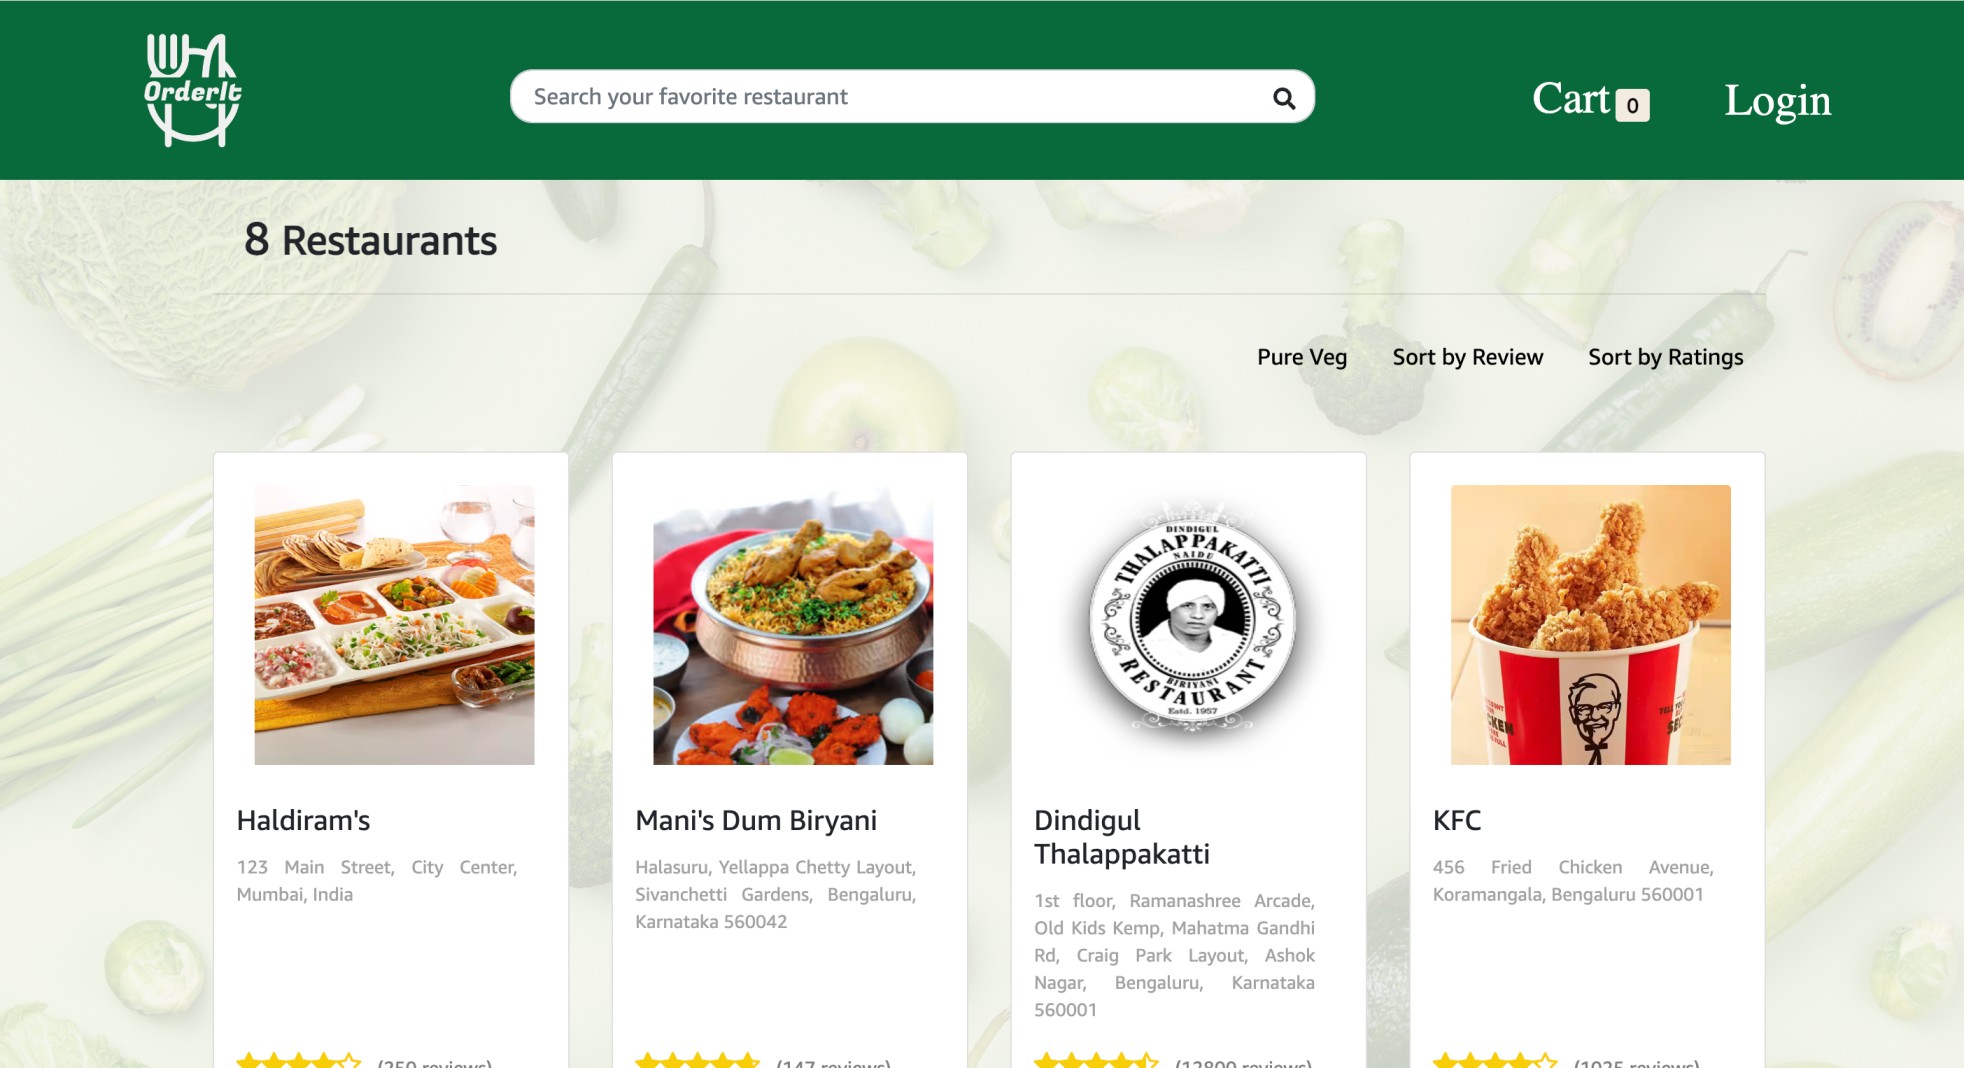 OrderIt
Search your favorite restaurant
Cart 0
Login
8 Restaurants
Pure Veg
Sort by Review
Sort by Ratings
DINDIGUL
THALAPPAKATTI
NAIDU
BIRIYANI
RESTAURANT
Estd. 1957
Haldiram's
123 Main Street, City Center,
Mumbai, India
Mani's Dum Biryani
Halasuru, Yellappa Chetty Layout,
Sivanchetti Gardens, Bengaluru,
Karnataka 560042
Dindigul
Thalappakatti
1st floor, Ramanashree Arcade,
Old Kids Kemp, Mahatma Gandhi
Rd, Craig Park Layout, Ashok
Nagar, Bengaluru, Karnataka
560001
KFC
456 Fried Chicken Avenue,
Koramangala, Bengaluru 560001
(250 reviews)
(147 reviews)
(12800 reviews)
(1025 reviews)